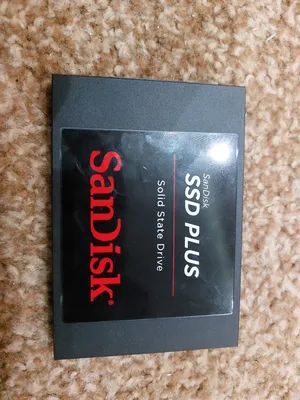 SanDisk
SSD PLUS
Solid State Drive
SanDisk®